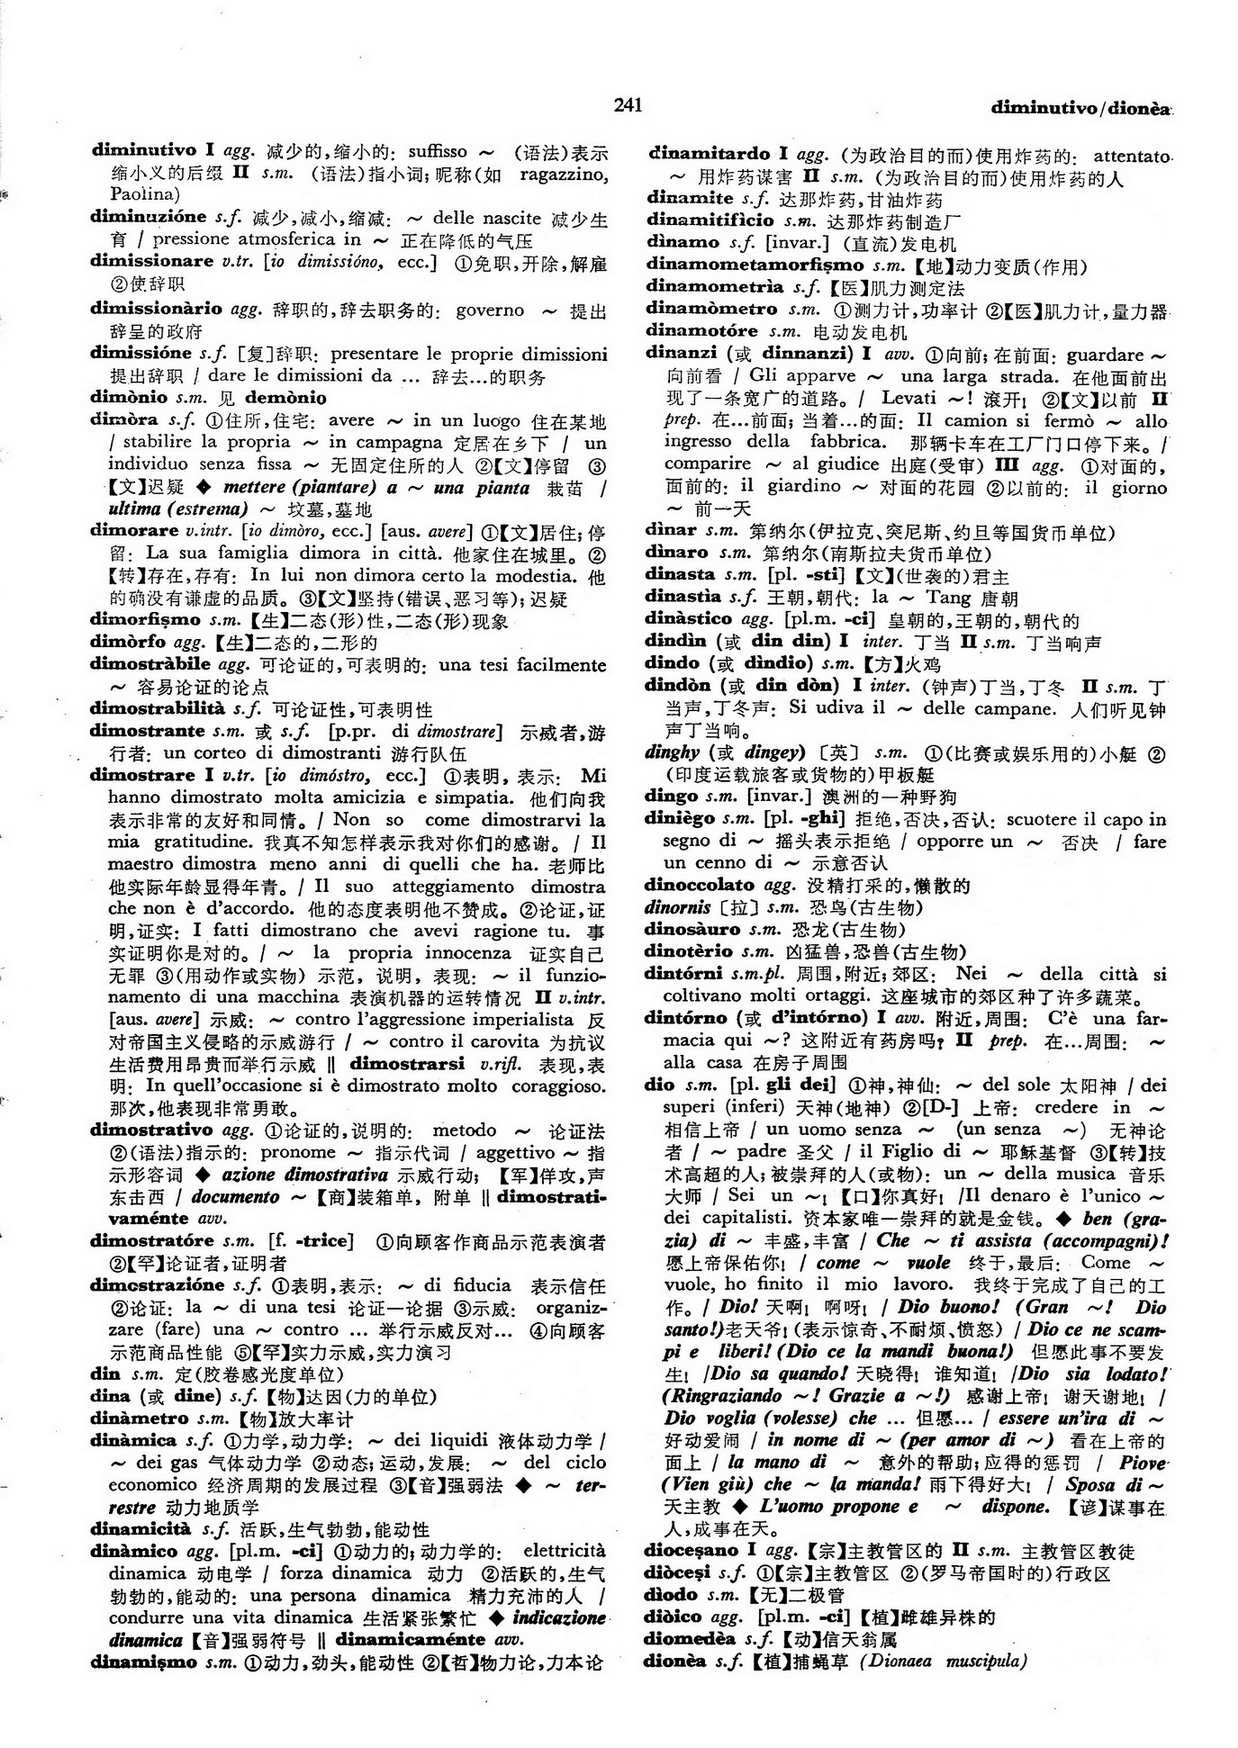 241
diminutivo/dionèa
diminutivo I agg. 减少的,缩小的: suffisso ～ (语法)表示
缩小义的后缀 II s.m. (语法)指小词; 昵称(如 ragazzino,
Paolina)
diminuzióne s.f. 减少,减小,缩减: ～ delle nascite 减少生
育 / pressione atmosferica in ～ 正在降低的气压
dimissionare v.tr. [io dimissióno, ecc.] ①免职,开除,解雇
②使辞职
dimissionàrio agg. 辞职的,辞去职务的: governo ～ 提出
辞呈的政府
dimissióne s.f. [复]辞职: presentare le proprie dimissioni
提出辞职 / dare le dimissioni da ... 辞去...的职务
dimònio s.m. 见 demònio
dimòra s.f. ①住所,住宅: avere ～ in un luogo 住在某地
/ stabilire la propria ～ in campagna 定居在乡下 / un
individuo senza fissa ～ 无固定住所的人 ②【文】停留 ③
【文】迟疑 ◆ mettere (piantare) a ～ una pianta 栽苗 /
ultima (estrema) ～ 坟墓,墓地
dimorare v.intr. [io dimòro, ecc.] [aus. avere] ①【文】居住; 停
留: La sua famiglia dimora in città. 他家住在城里。②
【转】存在,存有: In lui non dimora certo la modestia. 他
的确没有谦虚的品质。③【文】坚持(错误、恶习等); 迟疑
dimorfişmo s.m. 【生】二态(形)性,二态(形)现象
dimòrfo agg. 【生】二态的,二形的
dimostràbile agg. 可论证的,可表明的: una tesi facilmente
～ 容易论证的论点
dimostrabilità s.f. 可论证性,可表明性
dimostrante s.m. 或 s.f. [p.pr. di dimostrare] 示威者,游
行者: un corteo di dimostranti 游行队伍
dimostrare I v.tr. [io dimóstro, ecc.] ①表明, 表示: Mi
hanno dimostrato molta amicizia e simpatia. 他们向我
表示非常的友好和同情。/ Non so come dimostrarvi la
mia gratitudine. 我真不知怎样表示我对你们的感谢。/ Il
maestro dimostra meno anni di quelli che ha. 老师比
他实际年龄显得年青。/ Il suo atteggiamento dimostra
che non è d'accordo. 他的态度表明他不赞成。②论证,证
明,证实: I fatti dimostrano che avevi ragione tu. 事
实证明你是对的。/ ～ la propria innocenza 证实自己
无罪 ③(用动作或实物) 示范, 说明, 表现: ～ il funzio-
namento di una macchina 表演机器的运转情况 II v.intr.
[aus. avere] 示威: ～ contro l'aggressione imperialista 反
对帝国主义侵略的示威游行 / ～ contro il carovita 为抗议
生活费用昂贵而举行示威 ‖ dimostrarsi v.rifl. 表现,表
明: In quell'occasione si è dimostrato molto coraggioso.
那次,他表现非常勇敢。
dimostrativo agg. ①论证的,说明的: metodo ～ 论证法
②(语法)指示的: pronome ～ 指示代词 / aggettivo ～ 指
示形容词 ◆ azione dimostrativa 示威行动; 【军】佯攻,声
东击西 / documento ～ 【商】装箱单, 附单 ‖ dimostrati-
vaménte avv.
dimostratóre s.m. [f. -trice] ①向顾客作商品示范表演者
②【罕】论证者,证明者
dimostrazióne s.f. ①表明,表示: ～ di fiducia 表示信任
②论证: la ～ di una tesi 论证一论据 ③示威: organiz-
zare (fare) una ～ contro ... 举行示威反对... ④向顾客
示范商品性能 ⑤【罕】实力示威,实力演习
din s.m. 定(胶卷感光度单位)
dina (或 dine) s.f. 【物】达因(力的单位)
dinàmetro s.m. 【物】放大率计
dinàmica s.f. ①力学,动力学: ～ dei liquidi 液体动力学 /
～ dei gas 气体动力学 ②动态; 运动,发展: ～ del ciclo
economico 经济周期的发展过程 ③【音】强弱法 ◆ ～ ter-
restre 动力地质学
dinamicità s.f. 活跃,生气勃勃,能动性
dinàmico agg. [pl.m. -ci] ①动力的; 动力学的: elettricità
dinamica 动电学 / forza dinamica 动力 ②活跃的,生气
勃勃的,能动的: una persona dinamica 精力充沛的人 /
condurre una vita dinamica 生活紧张繁忙 ◆ indicazione
dinamica 【音】强弱符号 ‖ dinamicaménte avv.
dinamişmo s.m. ①动力,劲头,能动性 ②【哲】物力论,力本论
dinamitardo I agg. (为政治目的而)使用炸药的: attentato
～ 用炸药谋害 II s.m. (为政治目的而)使用炸药的人
dinamite s.f. 达那炸药,甘油炸药
dinamitifìcio s.m. 达那炸药制造厂
dìnamo s.f. [invar.] (直流)发电机
dinamometamorfişmo s.m. 【地】动力变质(作用)
dinamometrìa s.f. 【医】肌力测定法
dinamòmetro s.m. ①测力计,功率计 ②【医】肌力计,量力器
dinamotóre s.m. 电动发电机
dinanzi (或 dinnanzi) I avv. ①向前; 在前面: guardare ～
向前看 / Gli apparve ～ una larga strada. 在他面前出
现了一条宽广的道路。/ Levati ～! 滚开! ②【文】以前 II
prep. 在...前面; 当着...的面: Il camion si fermò ～ allo
ingresso della fabbrica. 那辆卡车在工厂门口停下来。/
comparire ～ al giudice 出庭(受审) III agg. ①对面的,
面前的: il giardino ～ 对面的花园 ②以前的: il giorno
～ 前一天
dìnar s.m. 第纳尔(伊拉克、突尼斯、约旦等国货币单位)
dìnaro s.m. 第纳尔(南斯拉夫货币单位)
dinasta s.m. [pl. -sti] 【文】(世袭的)君主
dinastìa s.f. 王朝,朝代: la ～ Tang 唐朝
dinàstico agg. [pl.m. -ci] 皇朝的,王朝的,朝代的
dindìn (或 din din) I inter. 丁当 II s.m. 丁当响声
dindo (或 dìndio) s.m. 【方】火鸡
dindòn (或 din dòn) I inter. (钟声)丁当,丁冬 II s.m. 丁
当声,丁冬声: Si udiva il ～ delle campane. 人们听见钟
声丁当响。
dinghy (或 dingey) 〔英〕 s.m. ①(比赛或娱乐用的)小艇 ②
(印度运载旅客或货物的)甲板艇
dingo s.m. [invar.] 澳洲的一种野狗
diniègo s.m. [pl. -ghi] 拒绝,否决,否认: scuotere il capo in
segno di ～ 摇头表示拒绝 / opporre un ～ 否决 / fare
un cenno di ～ 示意否认
dinoccolato agg. 没精打采的,懒散的
dinornis 〔拉〕 s.m. 恐鸟(古生物)
dinosàuro s.m. 恐龙(古生物)
dinotèrio s.m. 凶猛兽,恐兽(古生物)
dintórni s.m.pl. 周围,附近; 郊区: Nei ～ della città si
coltivano molti ortaggi. 这座城市的郊区种了许多蔬菜。
dintórno (或 d'intórno) I avv. 附近,周围: C'è una far-
macia qui ～? 这附近有药房吗? II prep. 在...周围: ～
alla casa 在房子周围
dio s.m. [pl. gli dei] ①神,神仙: ～ del sole 太阳神 / dei
superi (inferi) 天神(地神) ②[D-] 上帝: credere in ～
相信上帝 / un uomo senza ～ (un senza ～) 无神论
者 / ～ padre 圣父 / il Figlio di ～ 耶稣基督 ③【转】技
术高超的人; 被崇拜的人(或物): un ～ della musica 音乐
大师 / Sei un ～! 【口】你真好! /Il denaro è l'unico ～
dei capitalisti. 资本家唯一崇拜的就是金钱。◆ ben (gra-
zia) di ～ 丰盛,丰富 / Che ～ ti assista (accompagni)!
愿上帝保佑你! / come ～ vuole 终于,最后: Come ～
vuole, ho finito il mio lavoro. 我终于完成了自己的工
作。/ Dio! 天啊! 啊呀! / Dio buono! (Gran ～! Dio
santo!)老天爷!(表示惊奇、不耐烦、愤怒) / Dio ce ne scam-
pi e liberi! (Dio ce la mandi buona!) 但愿此事不要发
生! /Dio sa quando! 天晓得! 谁知道! /Dio sia lodato!
(Ringraziando ～! Grazie a ～!) 感谢上帝! 谢天谢地! /
Dio voglia (volesse) che ... 但愿... / essere un'ira di ～
好动爱闹 / in nome di ～ (per amor di ～) 看在上帝的
面上 / la mano di ～ 意外的帮助; 应得的惩罚 / Piove
(Vien giù) che ～ la manda! 雨下得好大! / Sposa di ～
天主教 ◆ L'uomo propone e ～ dispone. 【谚】谋事在
人,成事在天。
dioceşano I agg. 【宗】主教管区的 II s.m. 主教管区教徒
diòceşi s.f. ①【宗】主教管区 ②(罗马帝国时的)行政区
dìodo s.m. 【无】二极管
diòico agg. [pl.m. -ci] 【植】雌雄异株的
diomedèa s.f. 【动】信天翁属
dionèa s.f. 【植】捕蝇草 (Dionaea muscipula)